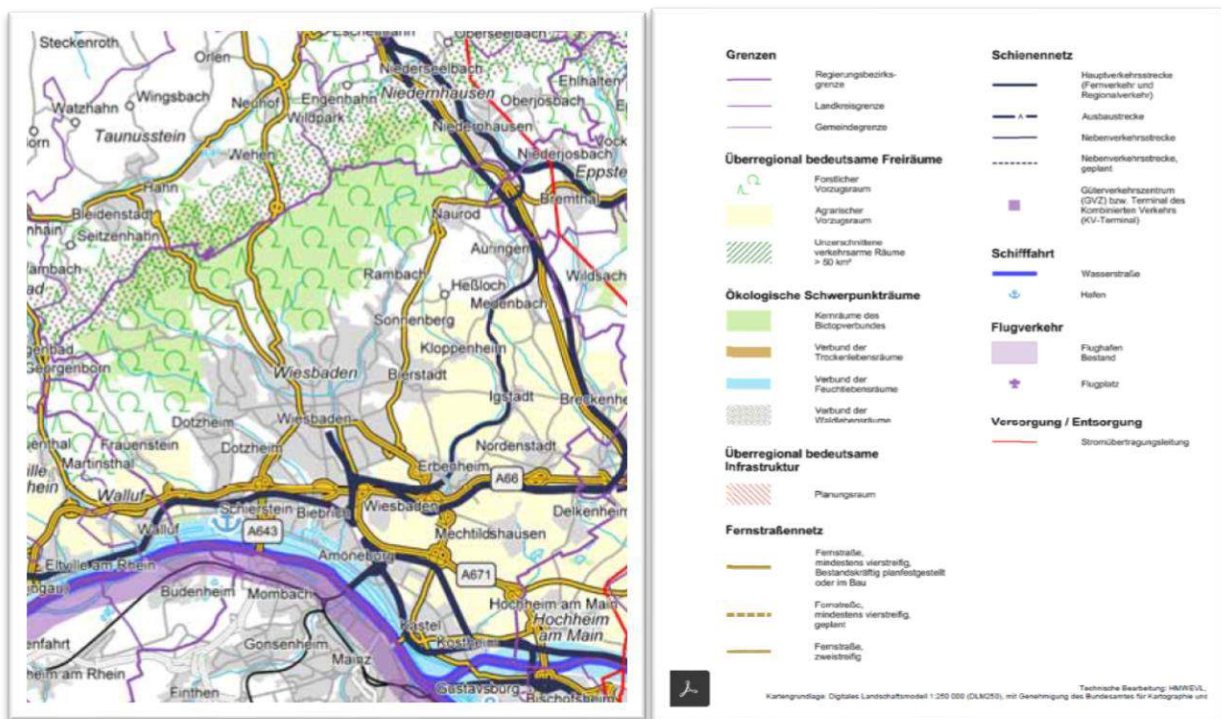 Eschenhahn
Oberseelbach
Steckenroth
Orlen
Niederseelbach
Ehlhalten
Wingsbach
Engenhahn
Niedernhausen
Watzhahn
Neuhof
Wildpark
Oberjosbach
Taunusstein
Niedernhausen
Wehen
Niederjosbach
Hahn
Bremthal
Bleidenstadt
Naurod
Seitzenhahn
Auringen
Rambach
Wildsach
Heßloch
Medenbach
Sonnenberg
Georgenborn
Kloppenheim
Wiesbaden
Bierstadt
Igstadt
Dotzheim
Wiesbaden
Frauenstein
Dotzheim
Nordenstadt
Martinsthal
Erbenheim
A66
Walluf
Schierstein
Biebrich
Wiesbaden
Delkenheim
Walluf
A643
Mechtildshausen
Amöneburg
Eltville am Rhein
A671
Budenheim
Mombach
Hochheim am Main
Gonsenheim
Kastel
Hochheim
am Main
Kostheim
Mainz
Finthen
Gustavsburg
Bischofsheim
Grenzen
Regierungsbezirks-
grenze
Landkreisgrenze
Gemeindegrenze
Überregional bedeutsame Freiräume
Forstlicher
Vorzugsraum
Agrarischer
Vorzugsraum
Unzerschnittene
verkehrsarme Räume
> 50 km²
Ökologische Schwerpunkträume
Kernräume des
Biotopverbundes
Verbund der
Trockenlebensräume
Verbund der
Feuchtlebensräume
Verbund der
Waldlebensräume
Überregional bedeutsame
Infrastruktur
Planungsraum
Fernstraßennetz
Fernstraße,
mindestens vierstreifig,
Bestandskräftig planfestgestellt
oder im Bau
Fernstraße,
mindestens vierstreifig,
geplant
Fernstraße,
zweistreifig
Schienennetz
Hauptverkehrsstrecke
(Fernverkehr und
Regionalverkehr)
A
Ausbaustrecke
Nebenverkehrsstrecke
Nebenverkehrsstrecke,
geplant
Güterverkehrszentrum
(GVZ) bzw. Terminal des
Kombinierten Verkehrs
(KV-Terminal)
Schifffahrt
Wasserstraße
Hafen
Flugverkehr
Flughafen
Bestand
Flugplatz
Versorgung / Entsorgung
Stromübertragungsleitung
Technische Bearbeitung: HMWEVL,
Kartengrundlage: Digitales Landschaftsmodell 1:250 000 (DLM250), mit Genehmigung des Bundesamtes für Kartographie und